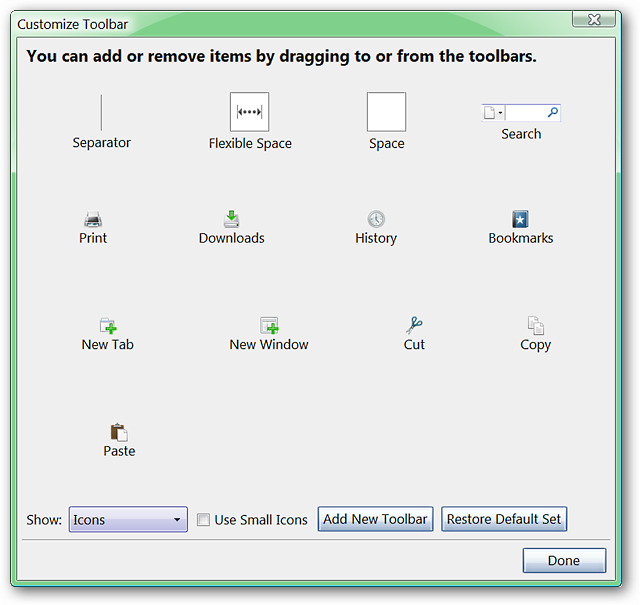 Customize Toolbar
You can add or remove items by dragging to or from the toolbars.
Separator
Flexible Space
Space
Search
Print
Downloads
History
Bookmarks
New Tab
New Window
Cut
Copy
Paste
Show: Icons Use Small Icons Add New Toolbar Restore Default Set
Done